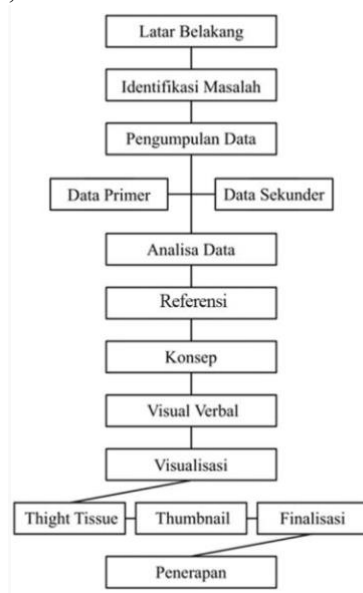 Latar Belakang
Identifikasi Masalah
Pengumpulan Data
Data Primer
Data Sekunder
Analisa Data
Referensi
Konsep
Visual Verbal
Visualisasi
Thight Tissue
Thumbnail
Finalisasi
Penerapan